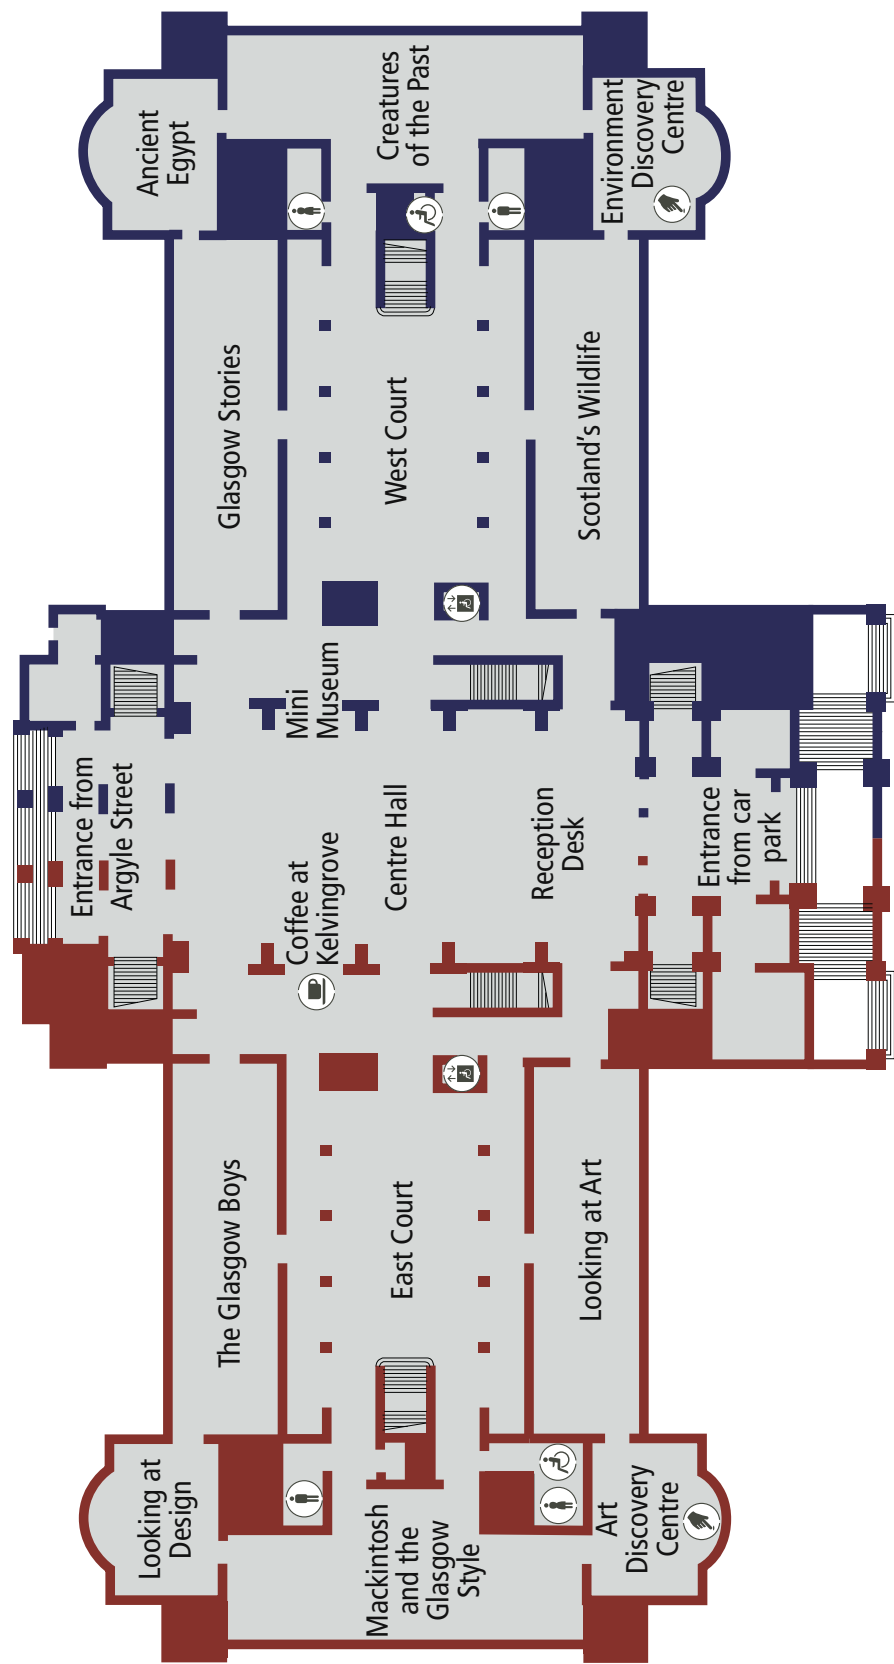 Creatures
of the Past
Ancient
Egypt
Environment
Discovery
Centre
Glasgow Stories
West Court
Scotland's Wildlife
Mini
Museum
Entrance from
Argyle Street
Coffee at
Kelvingrove
Centre Hall
Reception
Desk
Entrance
from car
park
The Glasgow Boys
East Court
Looking at Art
Looking at
Design
Mackintosh
and the
Glasgow
Style
Art
Discovery
Centre